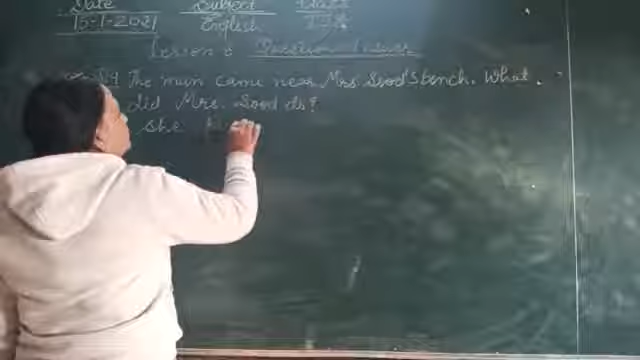 Date Subject Class
15-1-2021 English
Lesson :
The man came near Mrs. Sood's bench. What
did Mrs. Sood do?
she